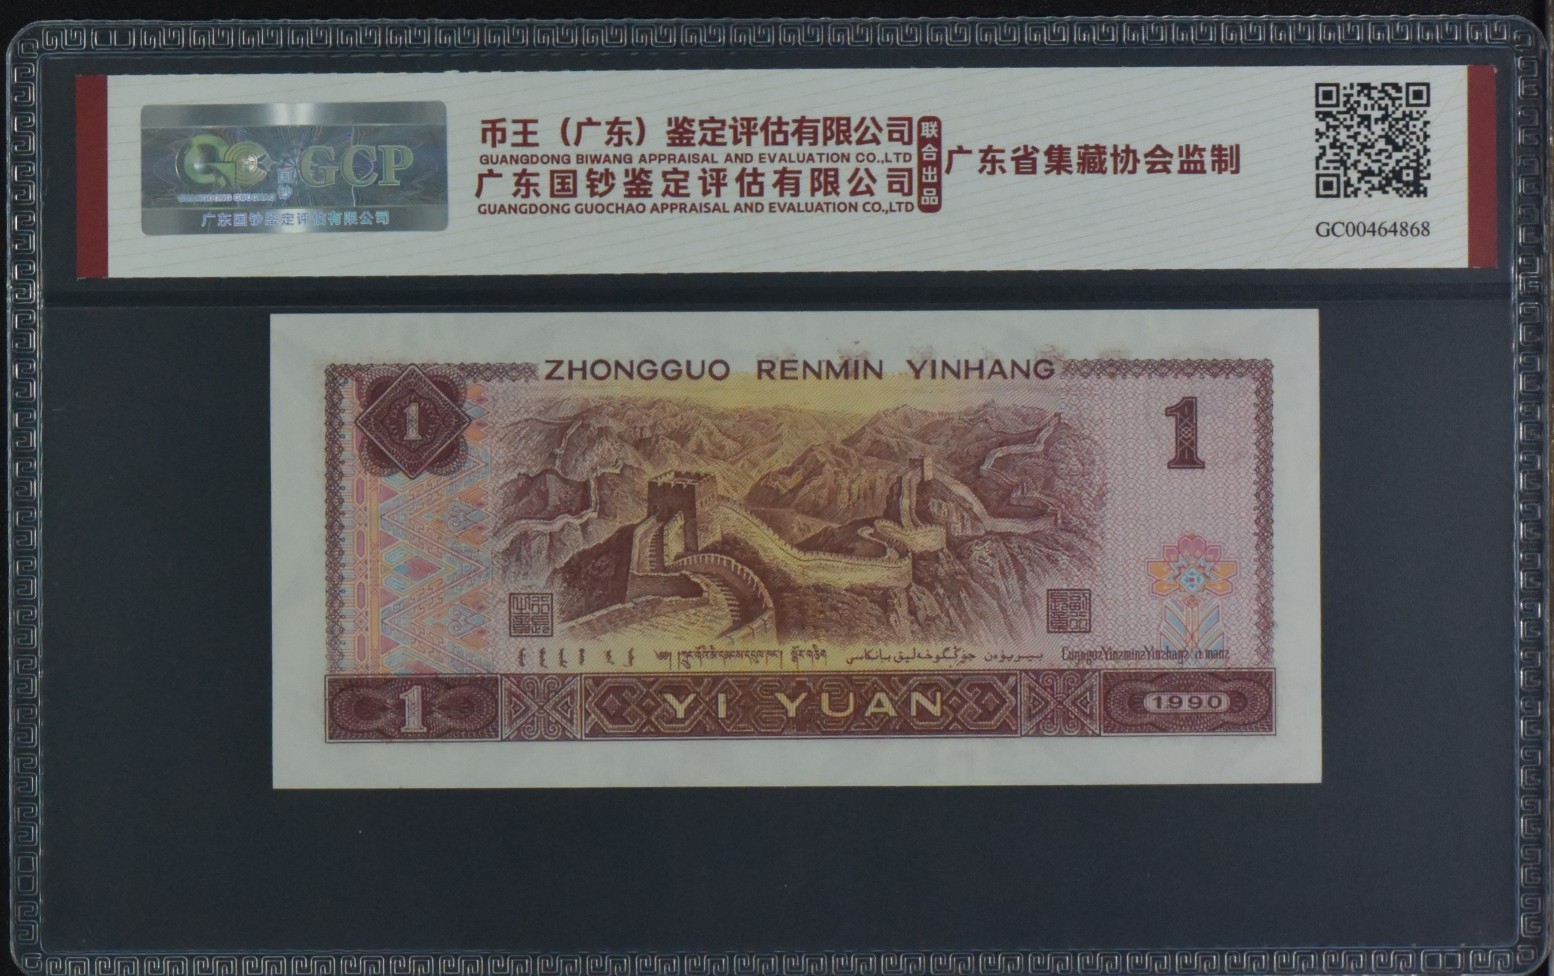 GCP
国钞
广东国钞鉴定评估有限公司
币王（广东）鉴定评估有限公司
GUANGDONG BIWANG APPRAISAL AND EVALUATION CO.,LTD
广东国钞鉴定评估有限公司
GUANGDONG GUOCHAO APPRAISAL AND EVALUATION CO.,LTD
联合出品
广东省集藏协会监制
GC00464868
ZHONGGUO RENMIN YINHANG
1
1
1
YI YUAN
1990